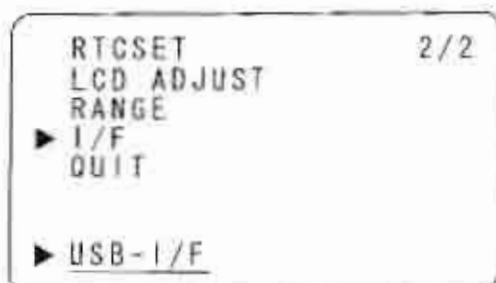 RTCSET 2/2
LCD ADJUST
RANGE
▶ I/F
QUIT
▶ USB-I/F